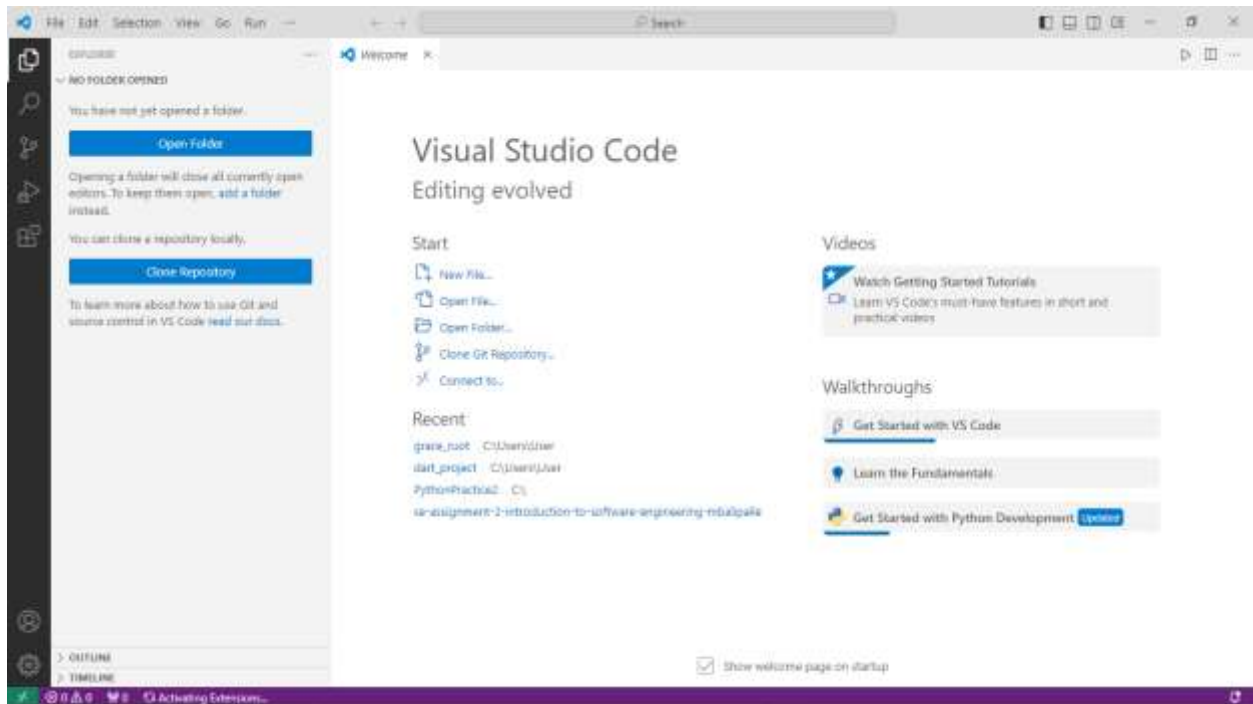 File Edit Selection View Go Run ···
Search
EXPLORER ···
NO FOLDER OPENED
You have not yet opened a folder.
Open Folder
Opening a folder will close all currently open
editors. To keep them open, add a folder
instead.
You can clone a repository locally.
Clone Repository
To learn more about how to use Git and
source control in VS Code read our docs.
OUTLINE
TIMELINE
Welcome
Visual Studio Code
Editing evolved
Start
New File...
Open File...
Open Folder...
Clone Git Repository...
Connect to...
Recent
grace_root C:\Users\User
dart_project C:\Users\User
PythonPractice2 C:\
se-assignment-2-introduction-to-software-engineering-mbalipaile
Videos
Watch Getting Started Tutorials
Learn VS Code's must-have features in short and
practical videos
Walkthroughs
Get Started with VS Code
Learn the Fundamentals
Get Started with Python Development Updated
Show welcome page on startup
0 0 0 Activating Extensions...